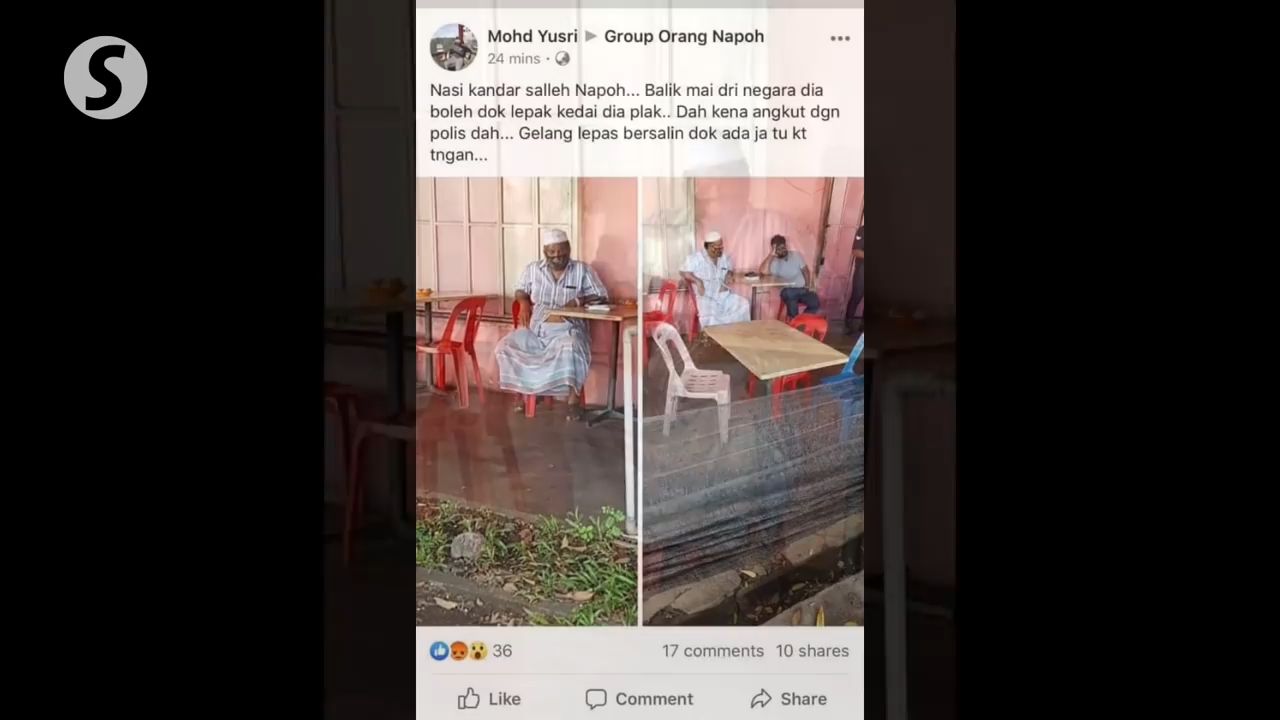 S
Mohd Yusri ▶ Group Orang Napoh
24 mins ·
Nasi kandar salleh Napoh... Balik mai dri negara dia
boleh dok lepak kedai dia plak.. Dah kena angkut dgn
polis dah... Gelang lepas bersalin dok ada ja tu kt
tngan...
36
17 comments 10 shares
Like
Comment
Share